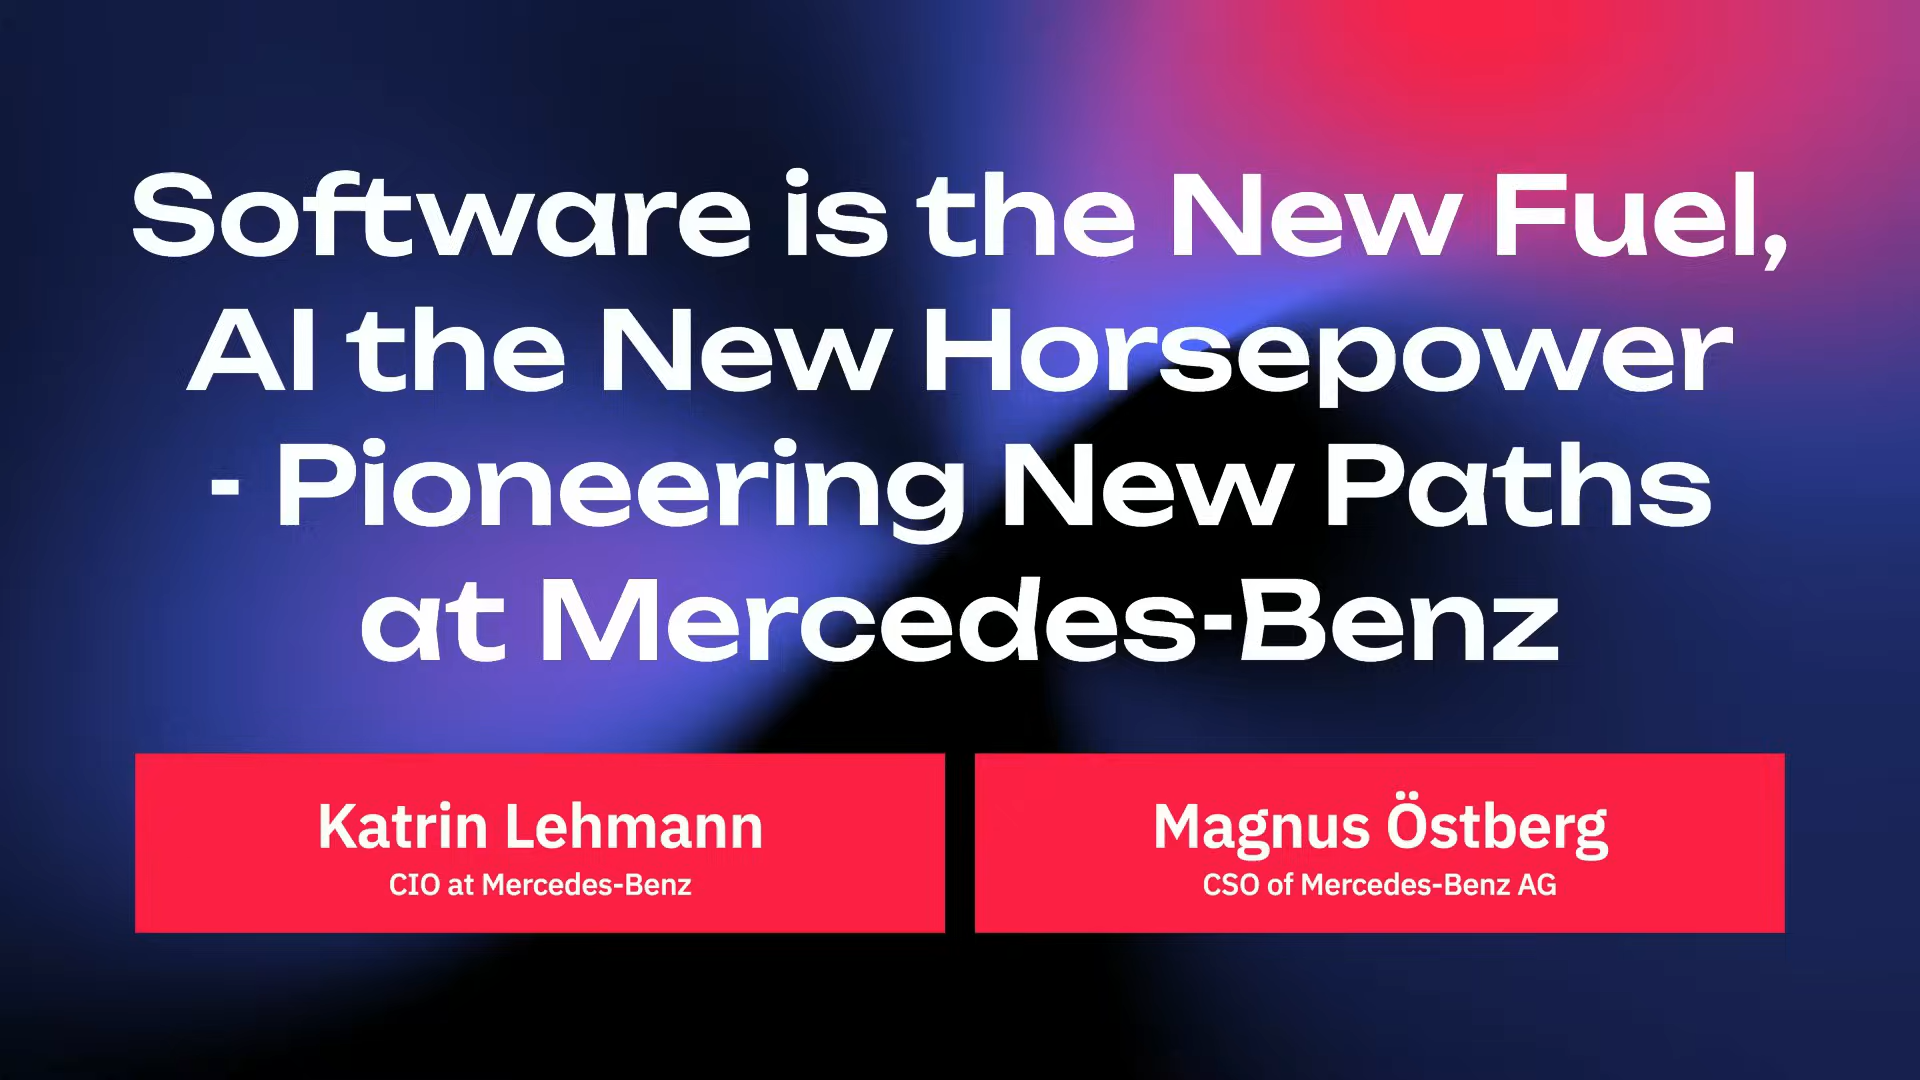 Software is the New Fuel,
AI the New Horsepower
- Pioneering New Paths
at Mercedes-Benz
Katrin Lehmann
CIO at Mercedes-Benz
Magnus Östberg
CSO of Mercedes-Benz AG